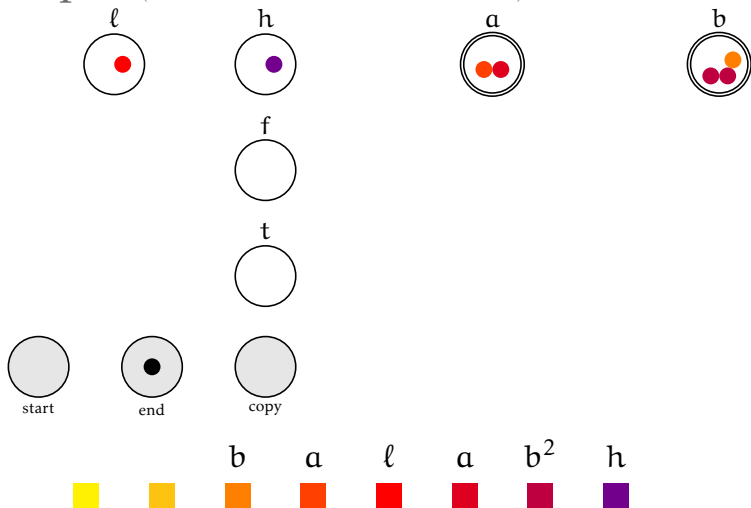 ℓ h a b
f
t
start end copy
b a ℓ a b² h